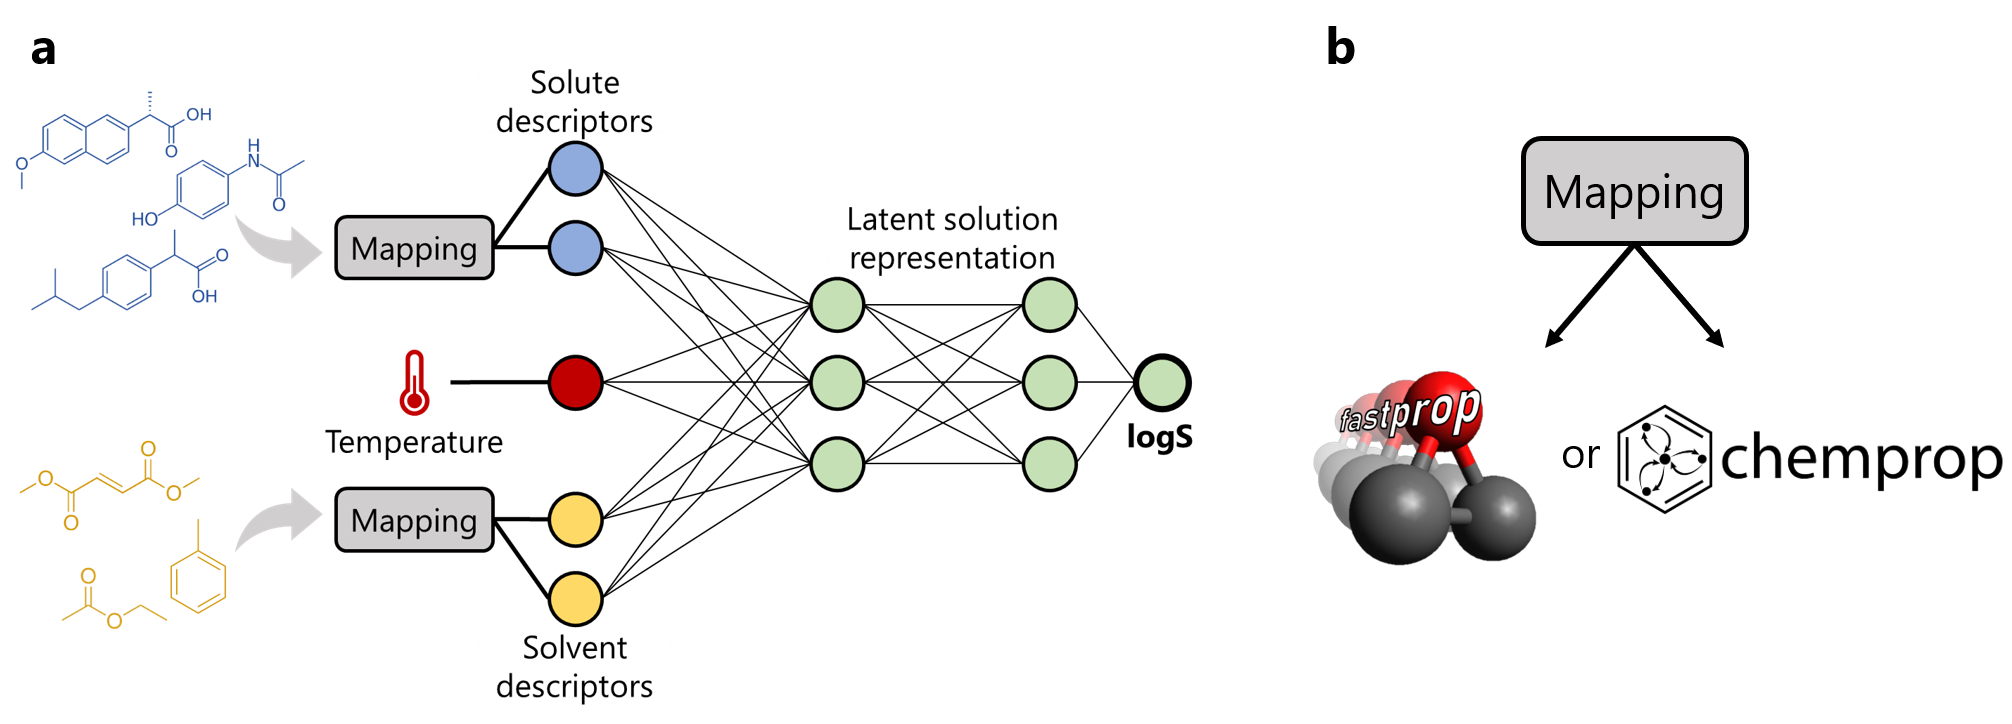 a
Solute
descriptors
OH
O
O
H
N
O
HO
O
OH
Mapping
Latent solution
representation
Temperature
logS
O
O
O
O
Mapping
O
O
Solvent
descriptors
b
Mapping
fastprop
or
chemprop